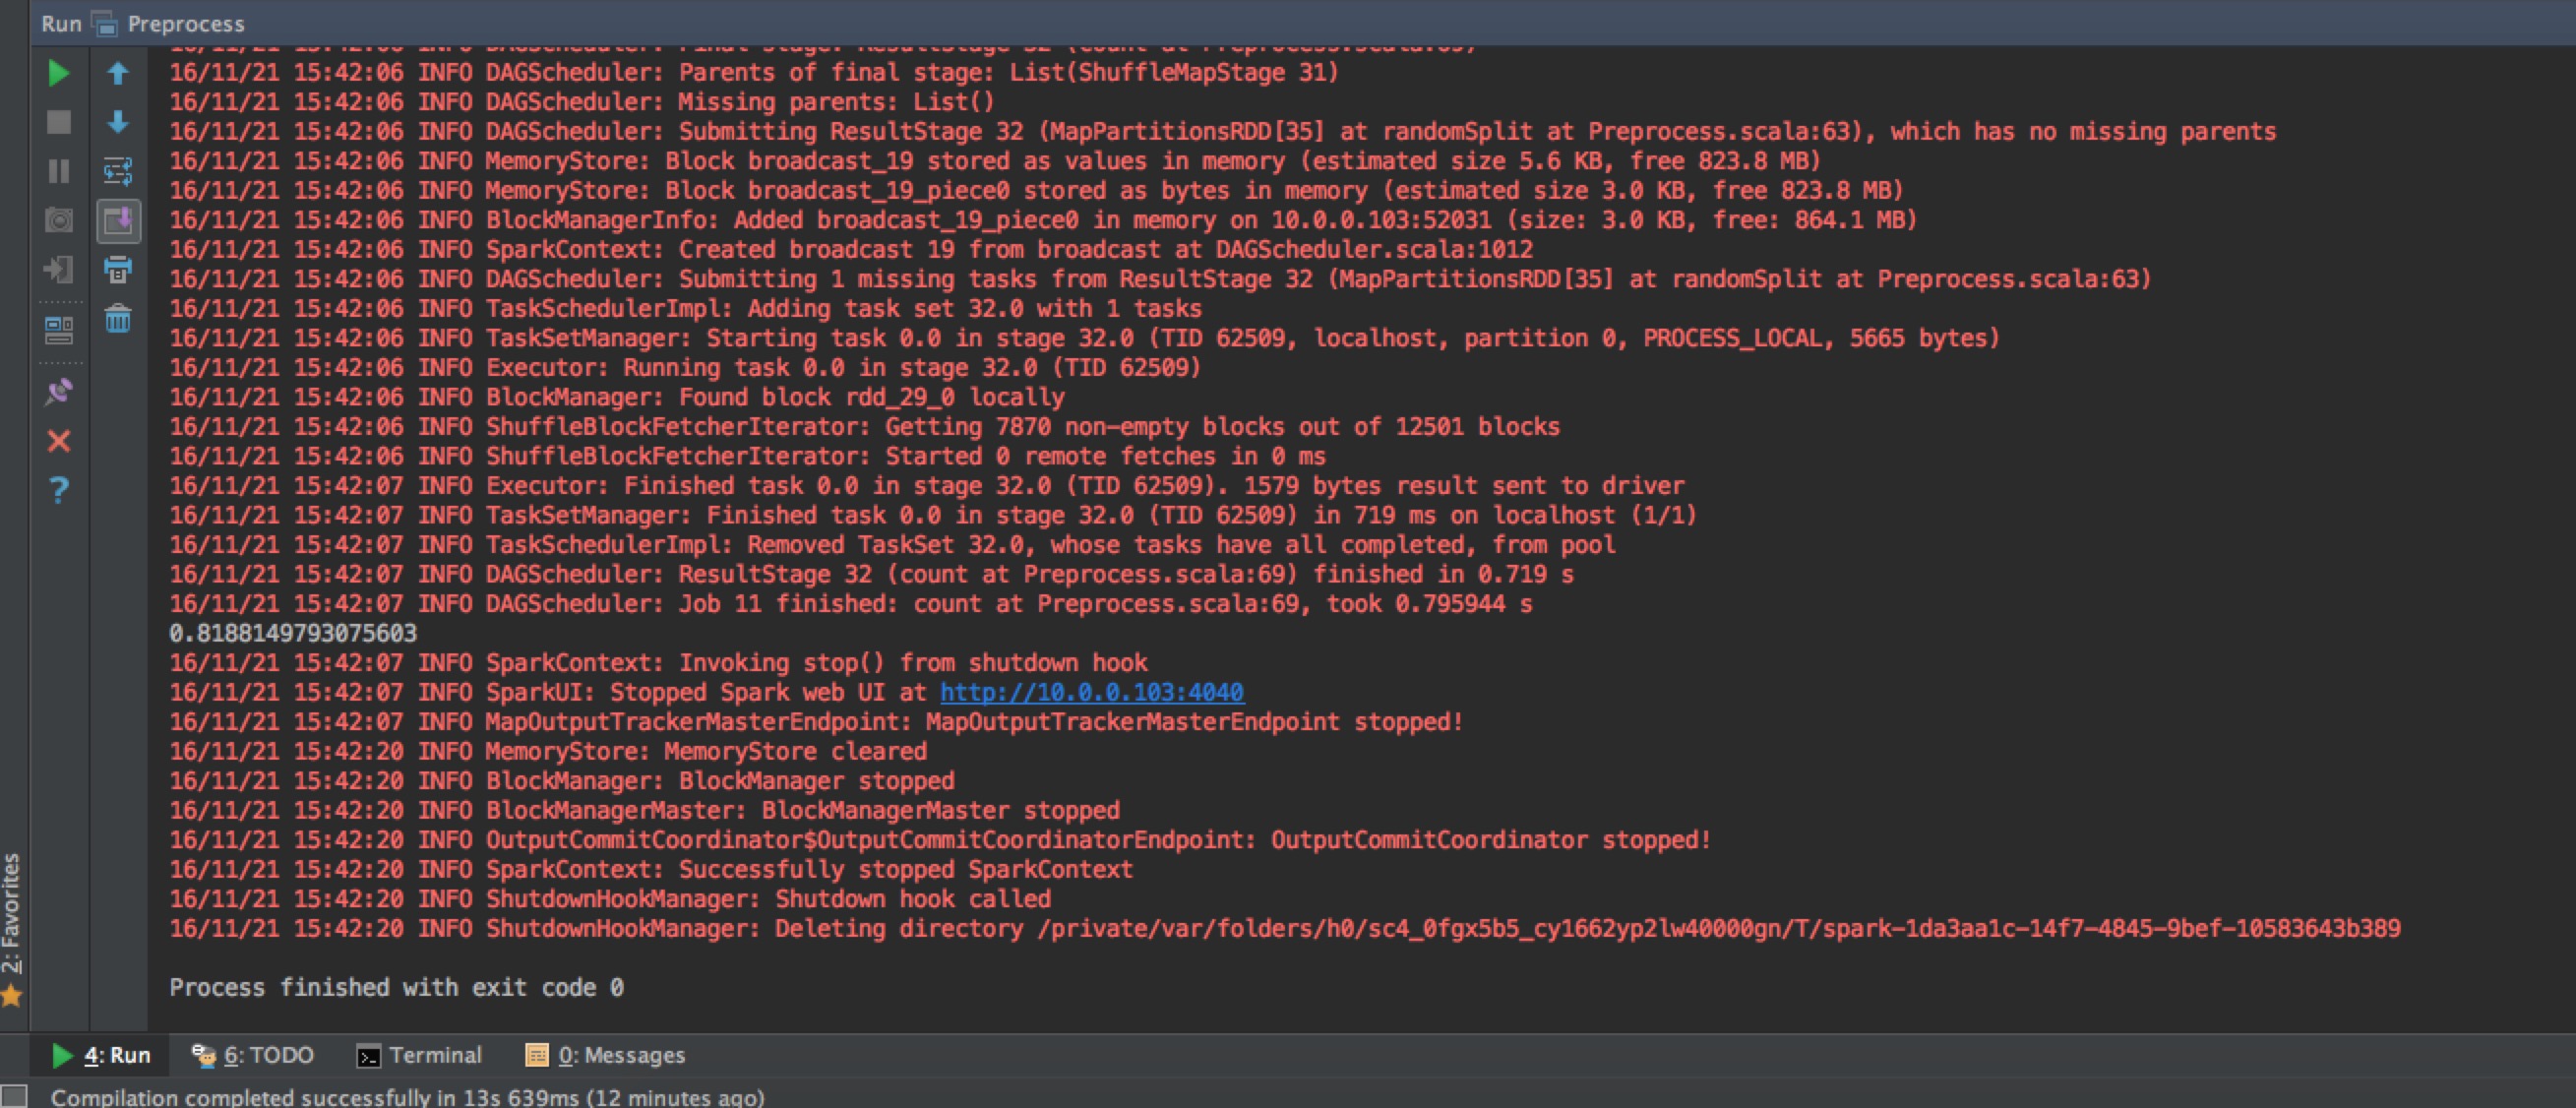 Run Preprocess
16/11/21 15:42:06 INFO DAGScheduler: Final stage: ResultStage 32 (count at Preprocess.scala:69)
16/11/21 15:42:06 INFO DAGScheduler: Parents of final stage: List(ShuffleMapStage 31)
16/11/21 15:42:06 INFO DAGScheduler: Missing parents: List()
16/11/21 15:42:06 INFO DAGScheduler: Submitting ResultStage 32 (MapPartitionsRDD[35] at randomSplit at Preprocess.scala:63), which has no missing parents
16/11/21 15:42:06 INFO MemoryStore: Block broadcast_19 stored as values in memory (estimated size 5.6 KB, free 823.8 MB)
16/11/21 15:42:06 INFO MemoryStore: Block broadcast_19_piece0 stored as bytes in memory (estimated size 3.0 KB, free 823.8 MB)
16/11/21 15:42:06 INFO BlockManagerInfo: Added broadcast_19_piece0 in memory on 10.0.0.103:52031 (size: 3.0 KB, free: 864.1 MB)
16/11/21 15:42:06 INFO SparkContext: Created broadcast 19 from broadcast at DAGScheduler.scala:1012
16/11/21 15:42:06 INFO DAGScheduler: Submitting 1 missing tasks from ResultStage 32 (MapPartitionsRDD[35] at randomSplit at Preprocess.scala:63)
16/11/21 15:42:06 INFO TaskSchedulerImpl: Adding task set 32.0 with 1 tasks
16/11/21 15:42:06 INFO TaskSetManager: Starting task 0.0 in stage 32.0 (TID 62509, localhost, partition 0, PROCESS_LOCAL, 5665 bytes)
16/11/21 15:42:06 INFO Executor: Running task 0.0 in stage 32.0 (TID 62509)
16/11/21 15:42:06 INFO BlockManager: Found block rdd_29_0 locally
16/11/21 15:42:06 INFO ShuffleBlockFetcherIterator: Getting 7870 non-empty blocks out of 12501 blocks
16/11/21 15:42:06 INFO ShuffleBlockFetcherIterator: Started 0 remote fetches in 0 ms
16/11/21 15:42:07 INFO Executor: Finished task 0.0 in stage 32.0 (TID 62509). 1579 bytes result sent to driver
16/11/21 15:42:07 INFO TaskSetManager: Finished task 0.0 in stage 32.0 (TID 62509) in 719 ms on localhost (1/1)
16/11/21 15:42:07 INFO TaskSchedulerImpl: Removed TaskSet 32.0, whose tasks have all completed, from pool
16/11/21 15:42:07 INFO DAGScheduler: ResultStage 32 (count at Preprocess.scala:69) finished in 0.719 s
16/11/21 15:42:07 INFO DAGScheduler: Job 11 finished: count at Preprocess.scala:69, took 0.795944 s
0.8188149793075603
16/11/21 15:42:07 INFO SparkContext: Invoking stop() from shutdown hook
16/11/21 15:42:07 INFO SparkUI: Stopped Spark web UI at http://10.0.0.103:4040
16/11/21 15:42:07 INFO MapOutputTrackerMasterEndpoint: MapOutputTrackerMasterEndpoint stopped!
16/11/21 15:42:20 INFO MemoryStore: MemoryStore cleared
16/11/21 15:42:20 INFO BlockManager: BlockManager stopped
16/11/21 15:42:20 INFO BlockManagerMaster: BlockManagerMaster stopped
16/11/21 15:42:20 INFO OutputCommitCoordinator$OutputCommitCoordinatorEndpoint: OutputCommitCoordinator stopped!
16/11/21 15:42:20 INFO SparkContext: Successfully stopped SparkContext
16/11/21 15:42:20 INFO ShutdownHookManager: Shutdown hook called
16/11/21 15:42:20 INFO ShutdownHookManager: Deleting directory /private/var/folders/h0/sc4_0fgx5b5_cy1662yp2lw40000gn/T/spark-1da3aa1c-14f7-4845-9bef-10583643b389
Process finished with exit code 0
2: Favorites
4: Run 6: TODO Terminal 0: Messages
Compilation completed successfully in 13s 639ms (12 minutes ago)